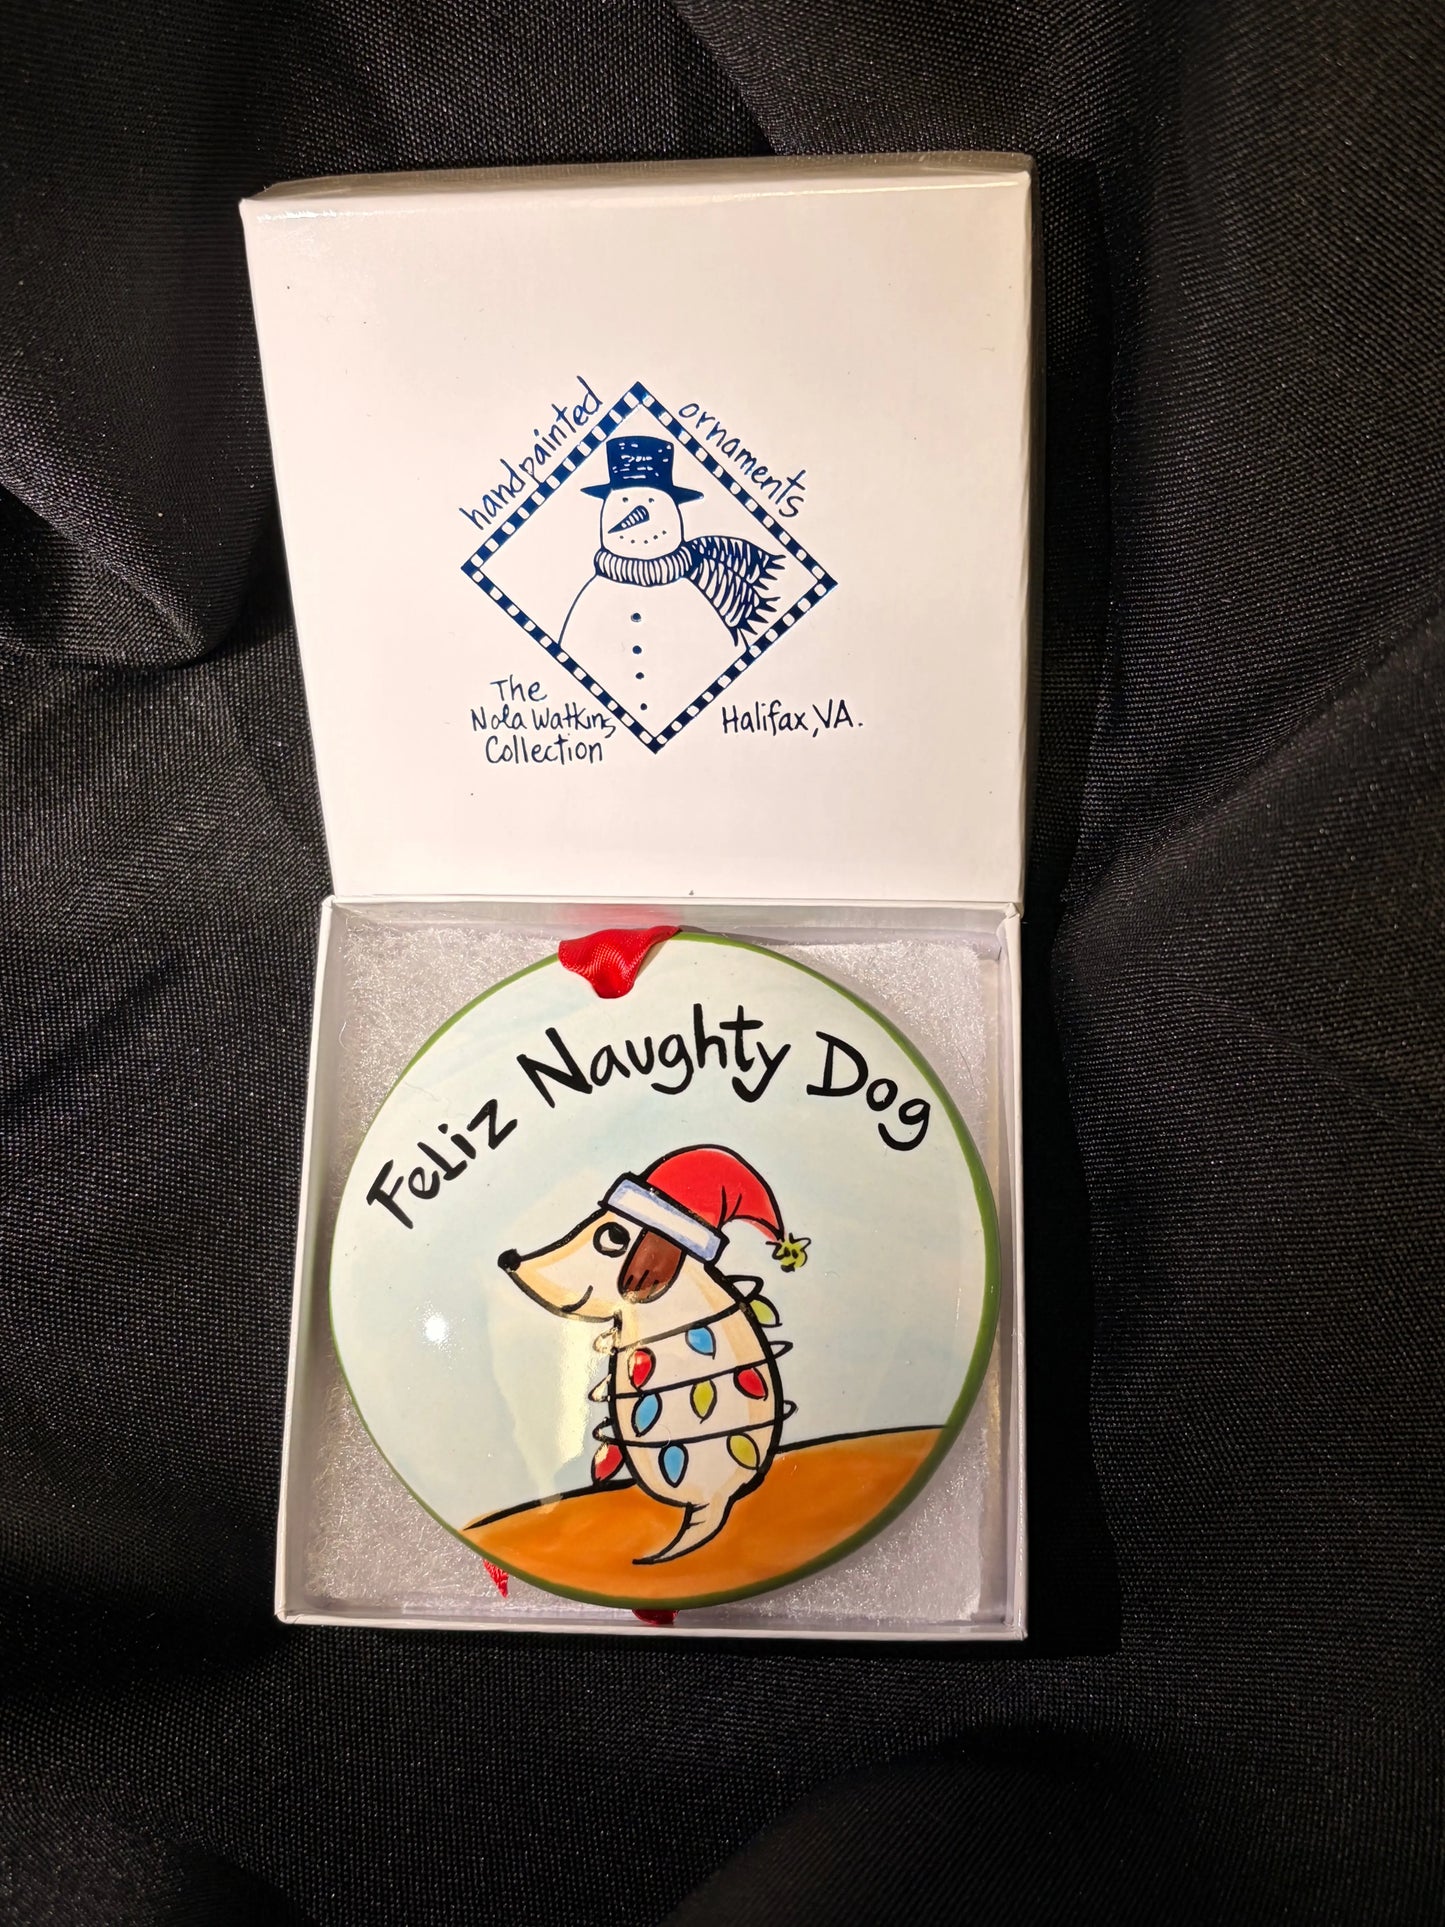 handpainted
ornaments
The
Nola Watkins
Collection
Halifax, VA.
Feliz Naughty Dog